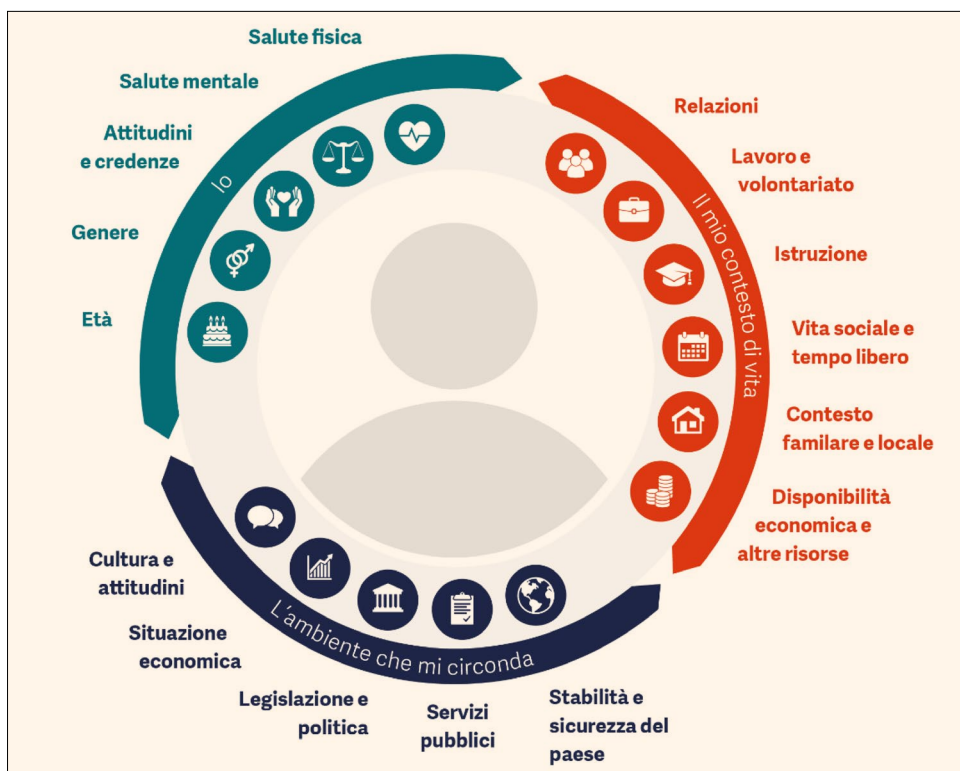 Salute fisica
Salute mentale
Attitudini
e credenze
Genere
Età
Io
Relazioni
Lavoro e
volontariato
Istruzione
Vita sociale e
tempo libero
Contesto
familare e locale
Disponibilità
economica e
altre risorse
Il mio contesto di vita
Cultura e
attitudini
Situazione
economica
Legislazione e
politica
Servizi
pubblici
Stabilità e
sicurezza del
paese
L'ambiente che mi circonda